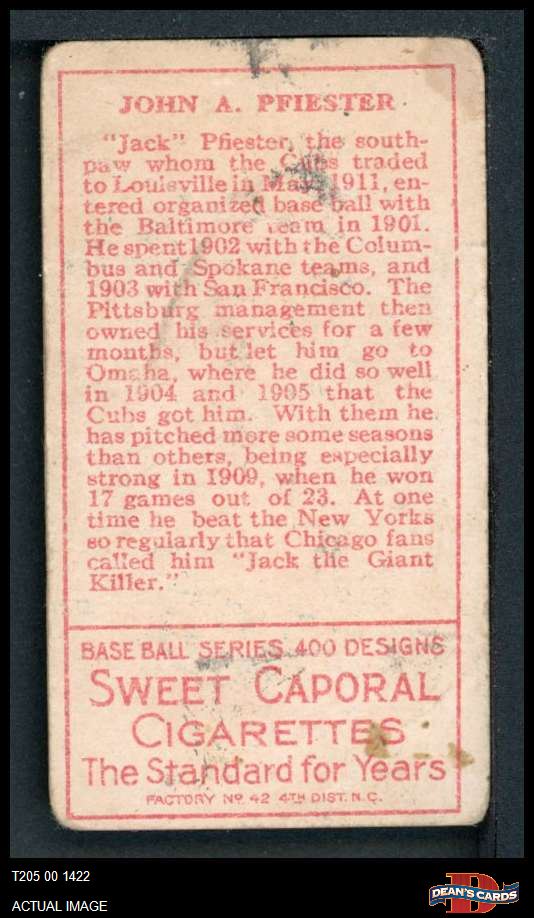 JOHN A. PFIESTER
"Jack" Pfiester, the south-
paw whom the Cubs traded
to Louisville in May, 1911, en-
tered organized base ball with
the Baltimore team in 1901.
He spent 1902 with the Colum-
bus and Spokane teams, and
1903 with San Francisco. The
Pittsburg management then
owned his services for a few
months, but let him go to
Omaha, where he did so well
in 1904 and 1905 that the
Cubs got him. With them he
has pitched more some seasons
than others, being especially
strong in 1909, when he won
17 games out of 23. At one
time he beat the New Yorks
so regularly that Chicago fans
called him "Jack the Giant
Killer."
BASE BALL SERIES 400 DESIGNS
SWEET CAPORAL
CIGARETTES
The Standard for Years
FACTORY No. 42 4TH DIST. N.C.
T205 00 1422
ACTUAL IMAGE
D
DEAN'S CARDS